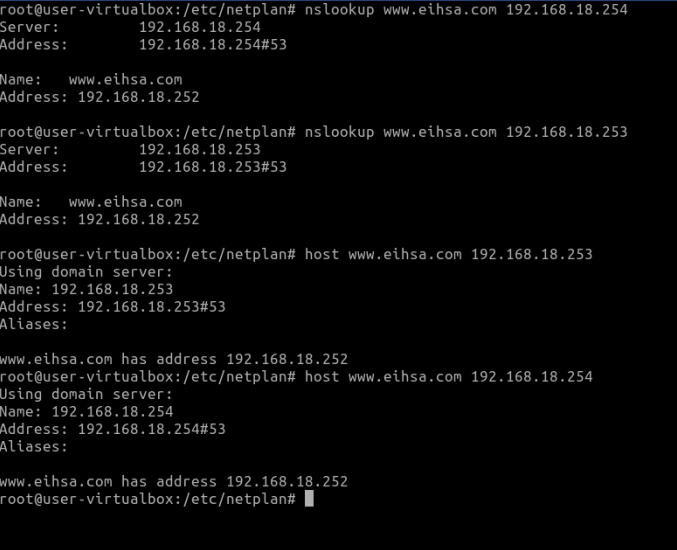 root@user-virtualbox:/etc/netplan# nslookup www.eihsa.com 192.168.18.254
Server:         192.168.18.254
Address:        192.168.18.254#53
Name:   www.eihsa.com
Address: 192.168.18.252
root@user-virtualbox:/etc/netplan# nslookup www.eihsa.com 192.168.18.253
Server:         192.168.18.253
Address:        192.168.18.253#53
Name:   www.eihsa.com
Address: 192.168.18.252
root@user-virtualbox:/etc/netplan# host www.eihsa.com 192.168.18.253
Using domain server:
Name: 192.168.18.253
Address: 192.168.18.253#53
Aliases:
www.eihsa.com has address 192.168.18.252
root@user-virtualbox:/etc/netplan# host www.eihsa.com 192.168.18.254
Using domain server:
Name: 192.168.18.254
Address: 192.168.18.254#53
Aliases:
www.eihsa.com has address 192.168.18.252
root@user-virtualbox:/etc/netplan#